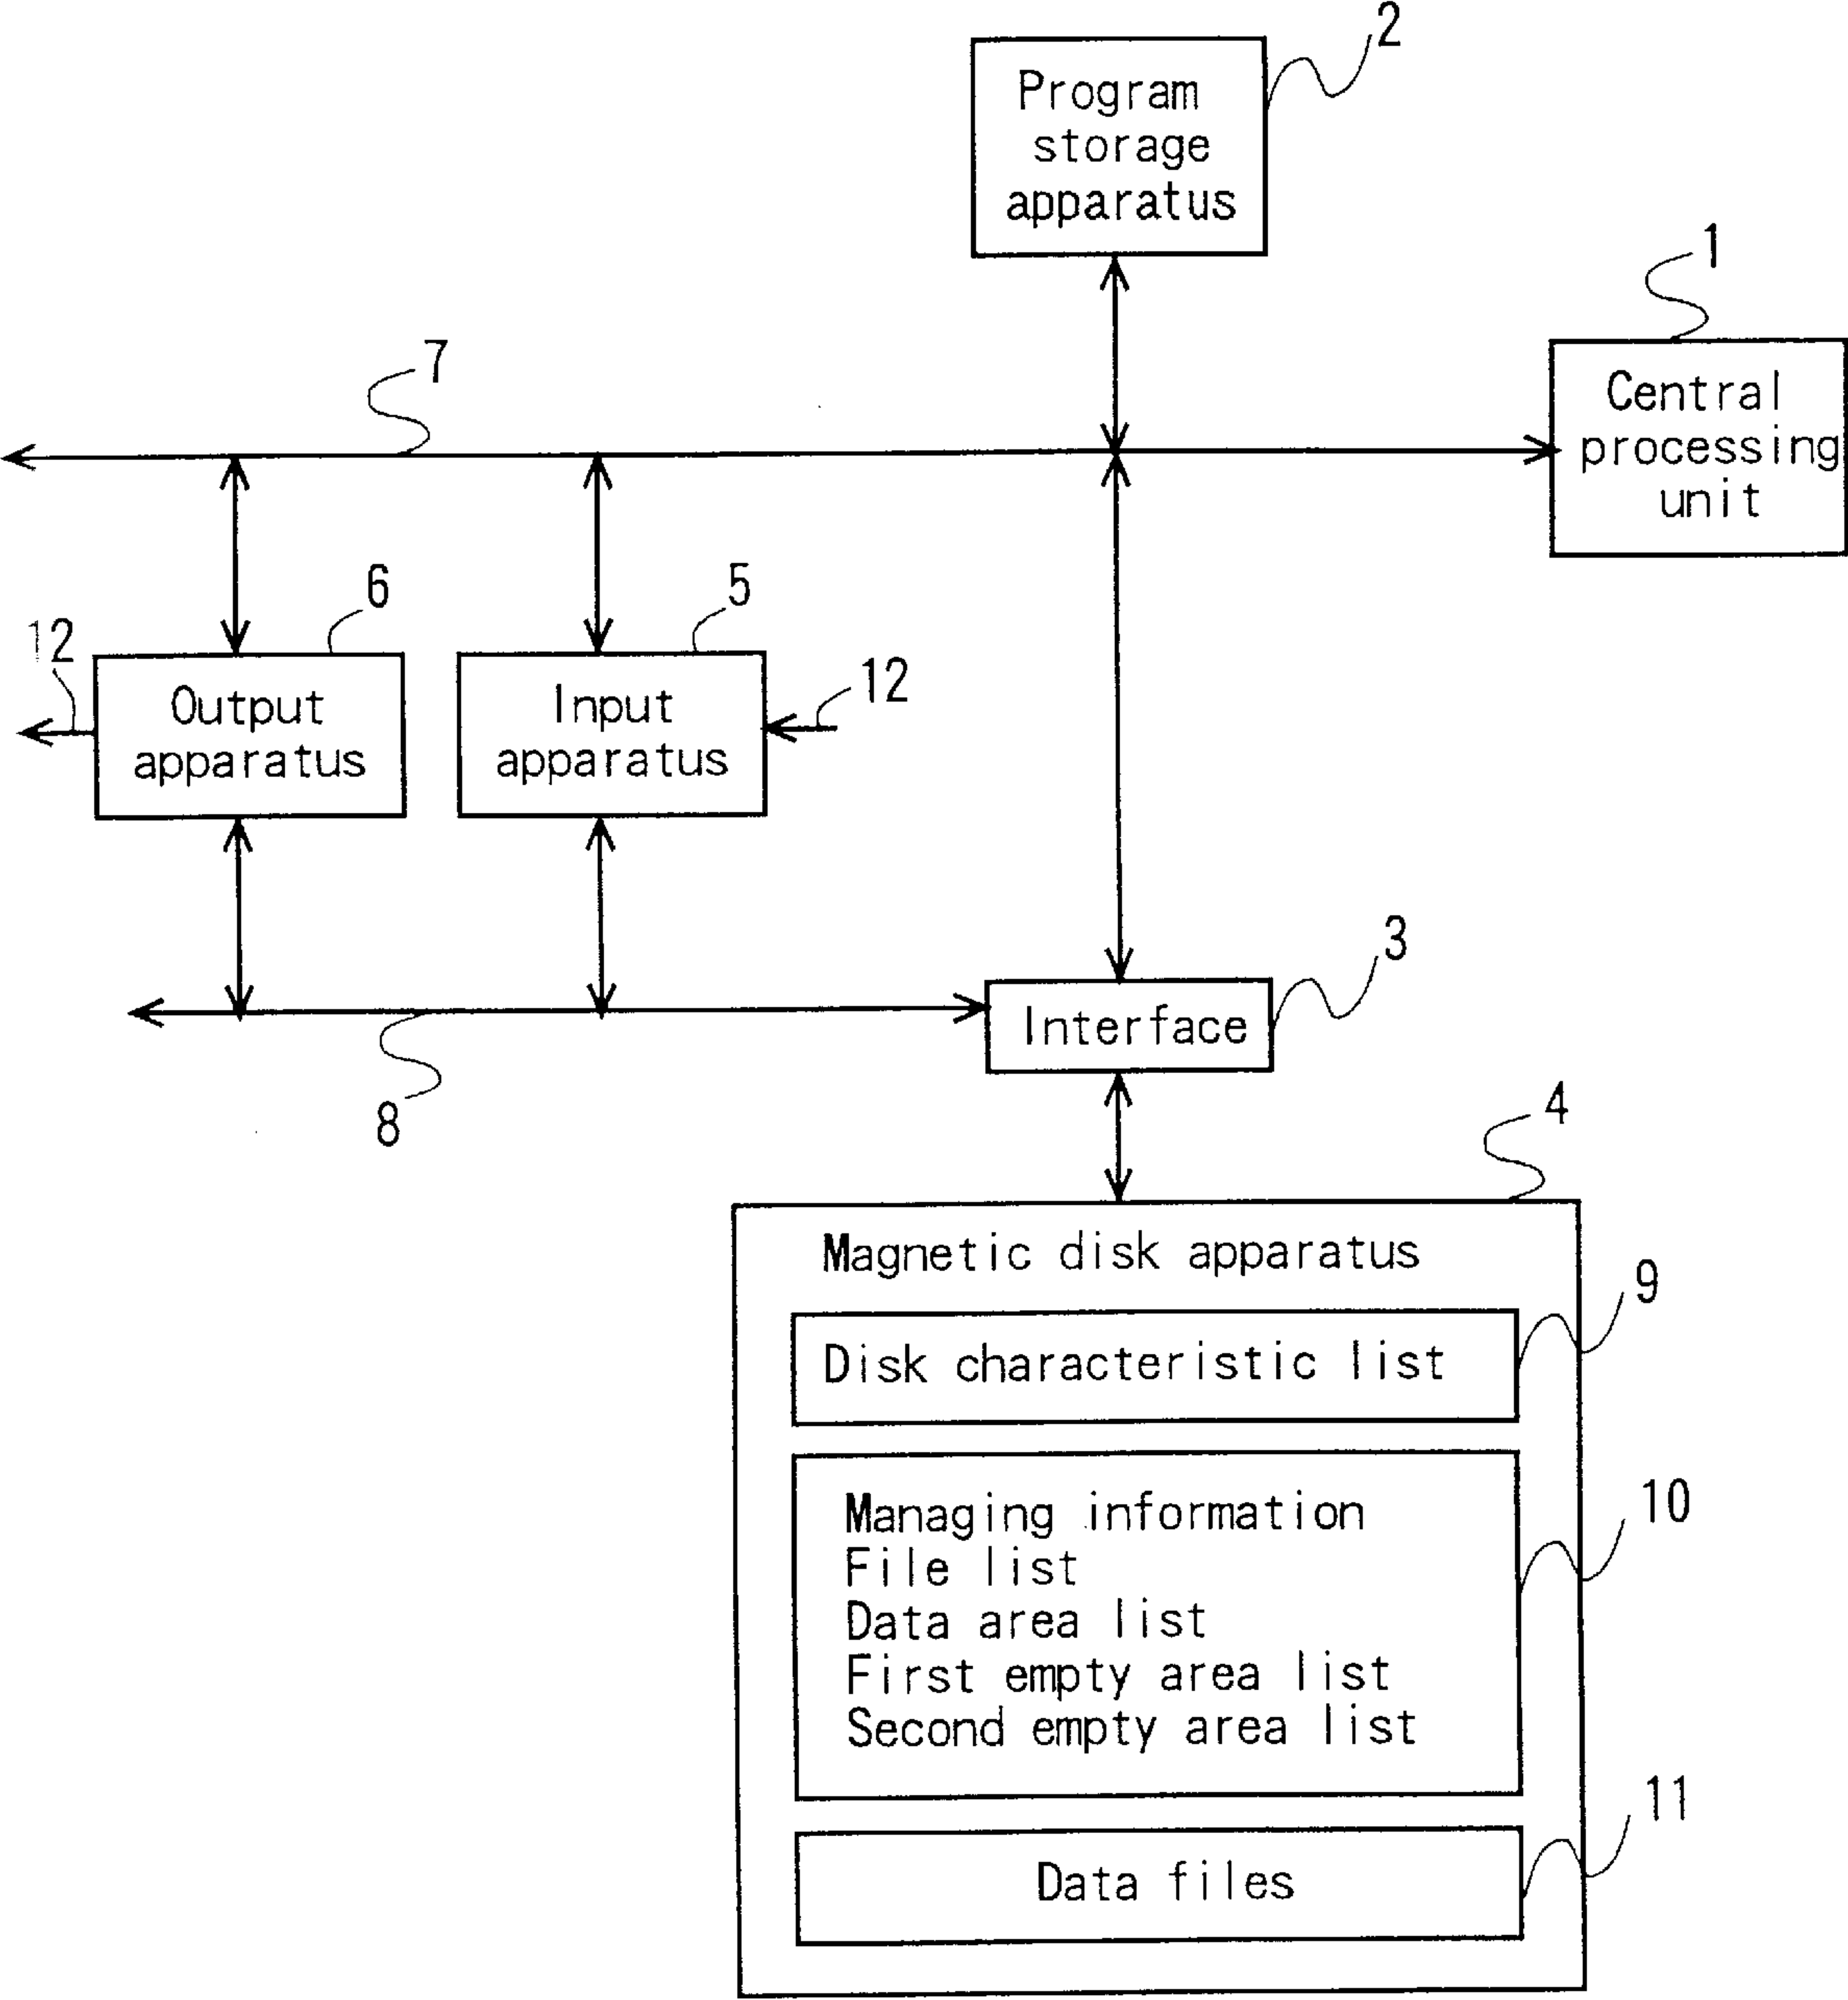 2
Program
storage
apparatus
1
Central
processing
unit
7
6
5
12
Output
apparatus
Input
apparatus
12
3
Interface
8
4
Magnetic disk apparatus
9
Disk characteristic list
10
Managing information
File list
Data area list
First empty area list
Second empty area list
11
Data files